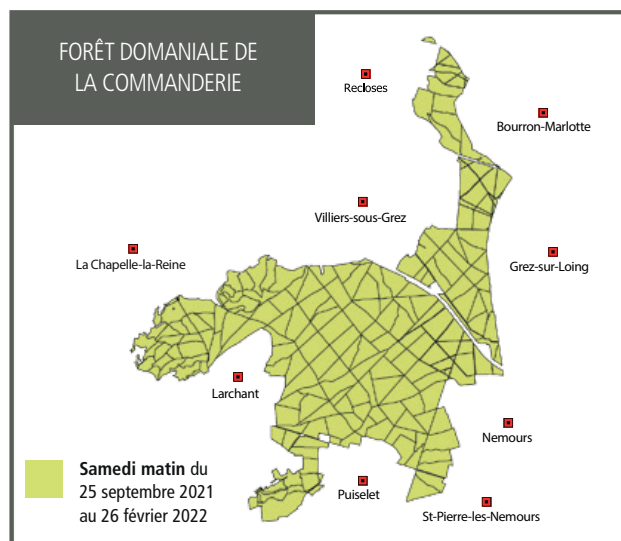 FORÊT DOMANIALE DE
LA COMMANDERIE
Recloses
Bourron-Marlotte
Villiers-sous-Grez
La Chapelle-la-Reine
Grez-sur-Loing
Larchant
Nemours
Samedi matin du
25 septembre 2021
au 26 février 2022
Puiselet
St-Pierre-les-Nemours